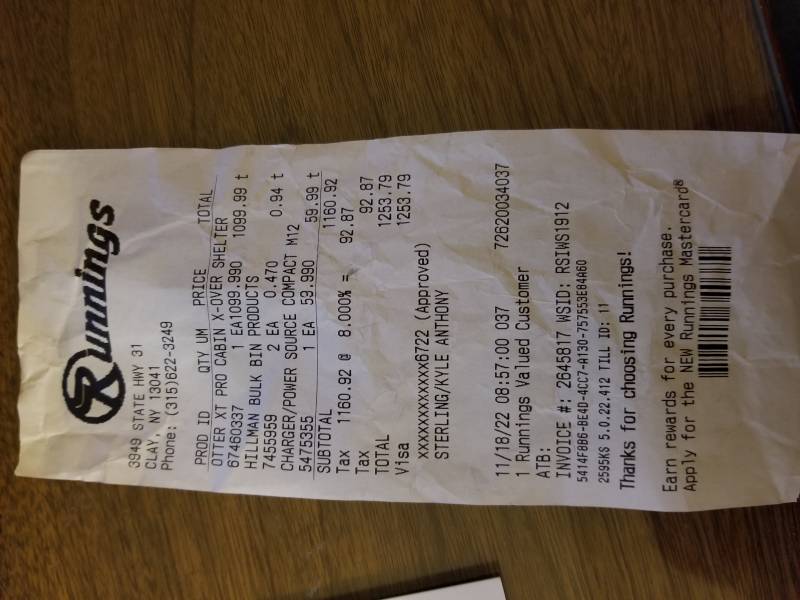 Runnings
3949 STATE HWY 31
CLAY, NY 13041
Phone: (315)622-3249
PROD ID QTY UM PRICE TOTAL
OTTER XT PRO CABIN X-OVER SHELTER
67460337 1 EA1099.990 1099.99 t
HILLMAN BULK BIN PRODUCTS
7455959 2 EA 0.470 0.94 t
CHARGER/POWER SOURCE COMPACT M12
5475355 1 EA 59.990 59.99 t
SUBTOTAL 1160.92
Tax 1160.92 @ 8.000% = 92.87
Tax 92.87
TOTAL 1253.79
Visa 1253.79
XXXXXXXXXXXX6722 (Approved)
STERLING/KYLE ANTHONY
11/18/22 08:57:00 037 72620034037
1 Runnings Valued Customer
ATB:
INVOICE #: 2645817 WSID: RSIWS1912
5414F8B6-BE4D-4CC7-A130-757553E84A60
2595KS 5.0.22.412 TILL ID: 11
Thanks for choosing Runnings!
Earn rewards for every purchase.
Apply for the NEW Runnings Mastercard®